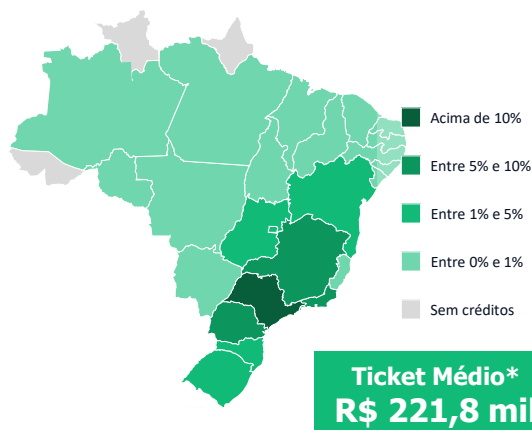 Acima de 10%
Entre 5% e 10%
Entre 1% e 5%
Entre 0% e 1%
Sem créditos
Ticket Médio*
R$ 221,8 mil